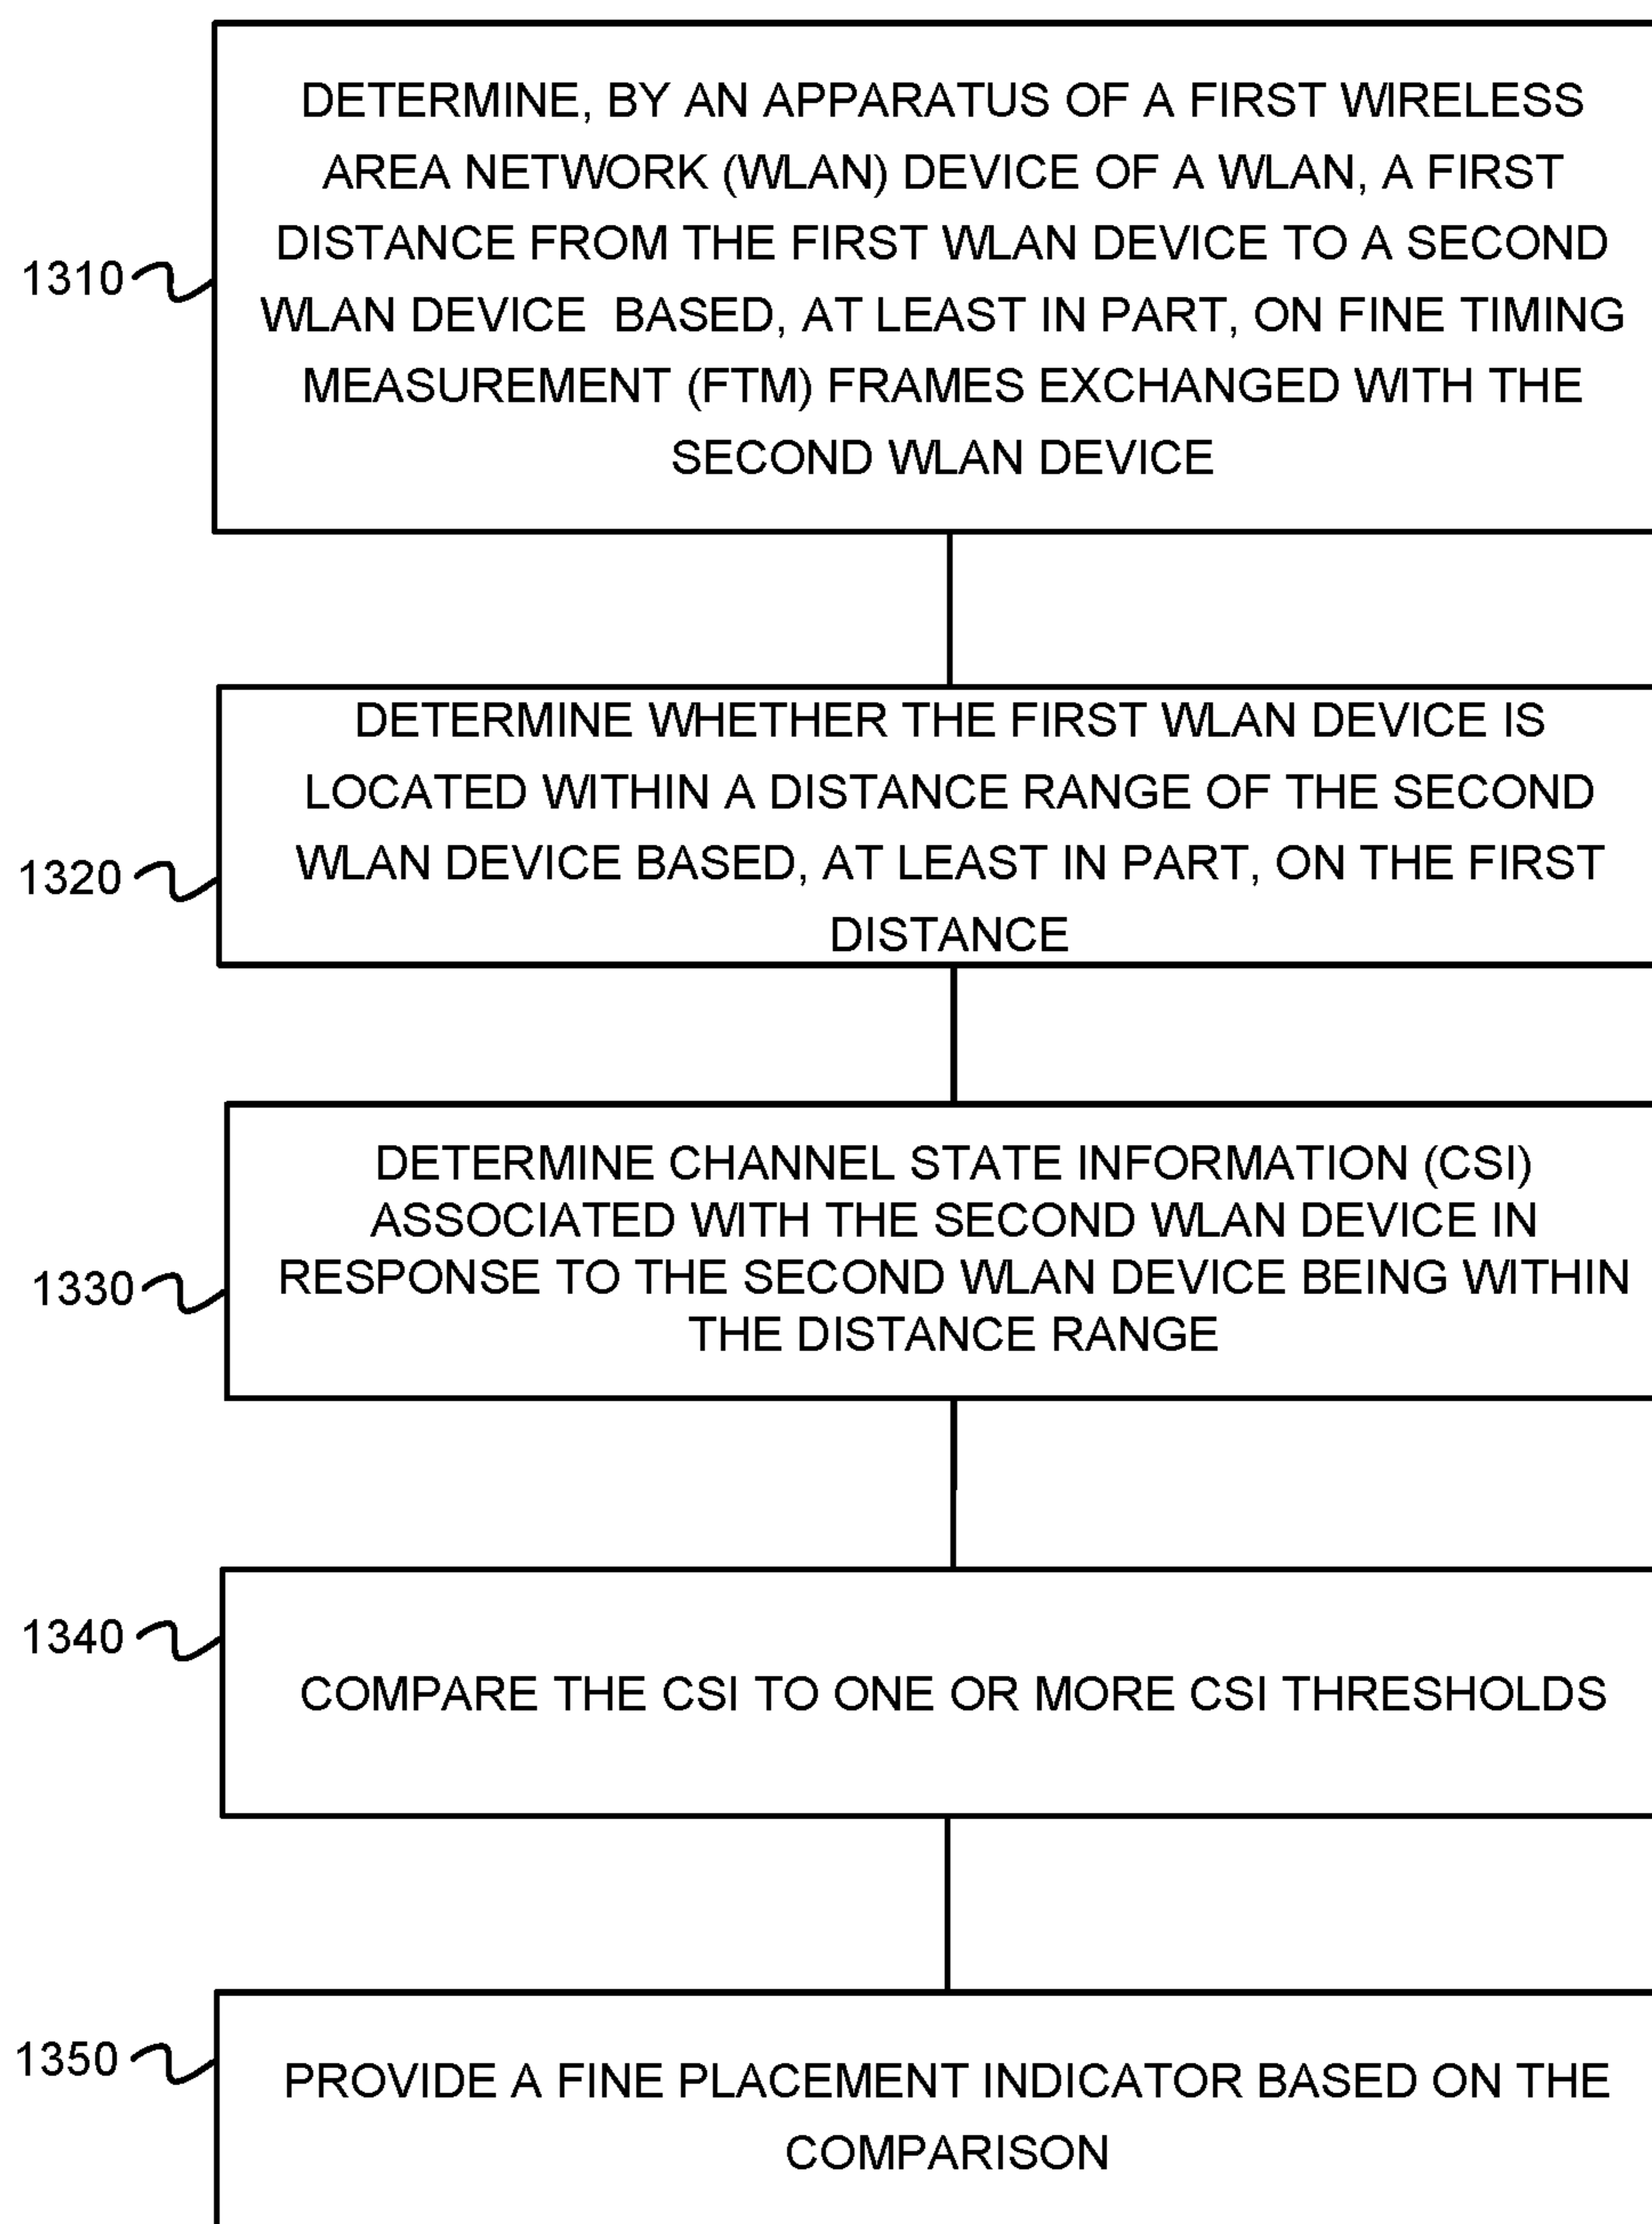 DETERMINE, BY AN APPARATUS OF A FIRST WIRELESS
AREA NETWORK (WLAN) DEVICE OF A WLAN, A FIRST
DISTANCE FROM THE FIRST WLAN DEVICE TO A SECOND
1310
WLAN DEVICE BASED, AT LEAST IN PART, ON FINE TIMING
MEASUREMENT (FTM) FRAMES EXCHANGED WITH THE
SECOND WLAN DEVICE
DETERMINE WHETHER THE FIRST WLAN DEVICE IS
LOCATED WITHIN A DISTANCE RANGE OF THE SECOND
1320
WLAN DEVICE BASED, AT LEAST IN PART, ON THE FIRST
DISTANCE
DETERMINE CHANNEL STATE INFORMATION (CSI)
ASSOCIATED WITH THE SECOND WLAN DEVICE IN
1330
RESPONSE TO THE SECOND WLAN DEVICE BEING WITHIN
THE DISTANCE RANGE
1340
COMPARE THE CSI TO ONE OR MORE CSI THRESHOLDS
1350
PROVIDE A FINE PLACEMENT INDICATOR BASED ON THE
COMPARISON